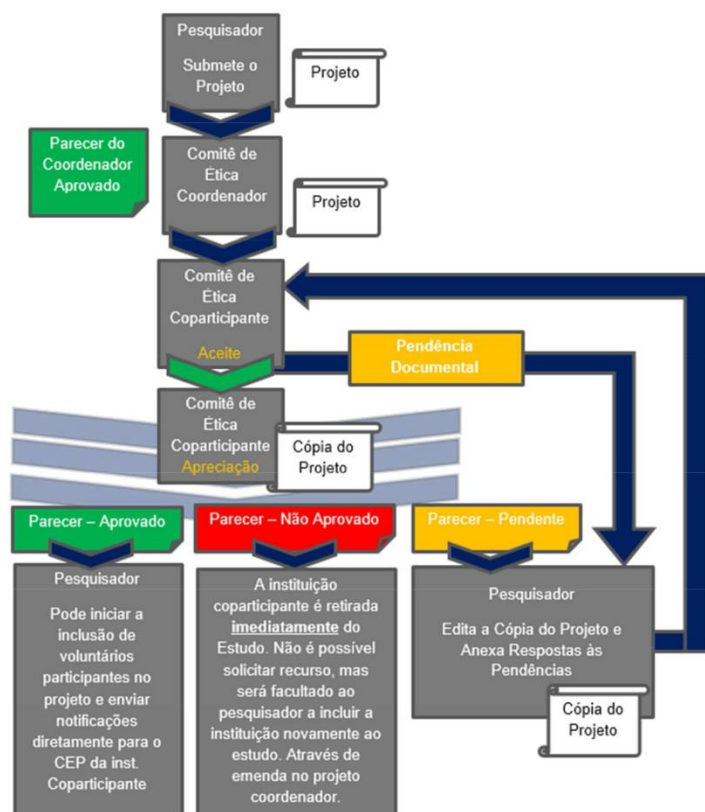 Pesquisador
Submete o
Projeto
Projeto
Parecer do
Coordenador
Aprovado
Comitê de
Ética
Coordenador
Projeto
Comitê de
Ética
Coparticipante
Aceite
Pendência
Documental
Comitê de
Ética
Coparticipante
Apreciação
Cópia do
Projeto
Parecer – Aprovado
Parecer – Não Aprovado
Parecer – Pendente
Pesquisador
Pode iniciar a
inclusão de
voluntários
participantes no
projeto e enviar
notificações
diretamente para o
CEP da inst.
Coparticipante
A instituição
coparticipante é retirada
imediatamente do
Estudo. Não é possível
solicitar recurso, mas
será facultado ao
pesquisador a incluir a
instituição novamente ao
estudo. Através de
emenda no projeto
coordenador.
Pesquisador
Edita a Cópia do Projeto e
Anexa Respostas às
Pendências
Cópia do
Projeto